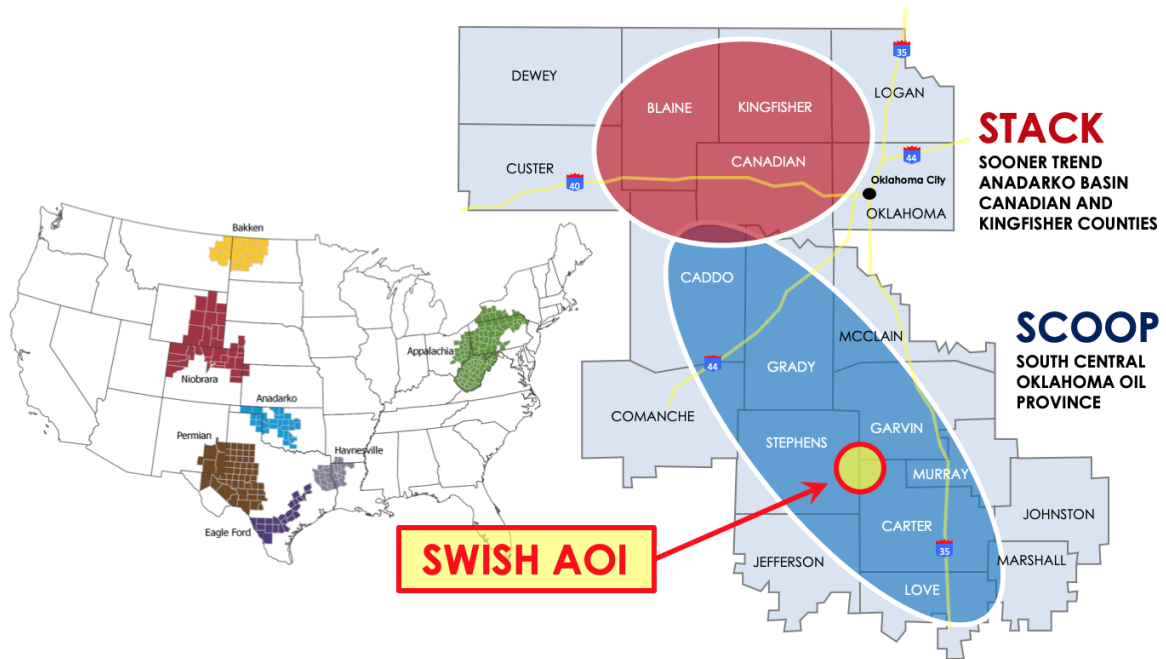 Bakken
Appalachia
Niobrara
Anadarko
Permian
Haynesville
Eagle Ford
SWISH AOI
35
DEWEY
BLAINE
KINGFISHER
LOGAN
CUSTER
CANADIAN
44
40
Oklahoma City
OKLAHOMA
CADDO
MCCLAIN
44
GRADY
COMANCHE
STEPHENS
GARVIN
MURRAY
JOHNSTON
CARTER
35
JEFFERSON
MARSHALL
LOVE
STACK
SOONER TREND
ANADARKO BASIN
CANADIAN AND
KINGFISHER COUNTIES
SCOOP
SOUTH CENTRAL
OKLAHOMA OIL
PROVINCE